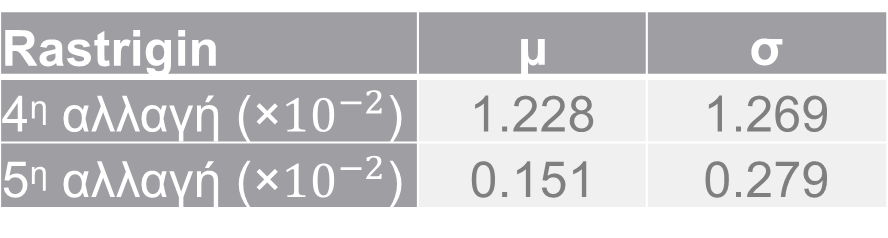 Rastrigin μ σ
4η αλλαγή (×10⁻²) 1.228 1.269
5η αλλαγή (×10⁻²) 0.151 0.279